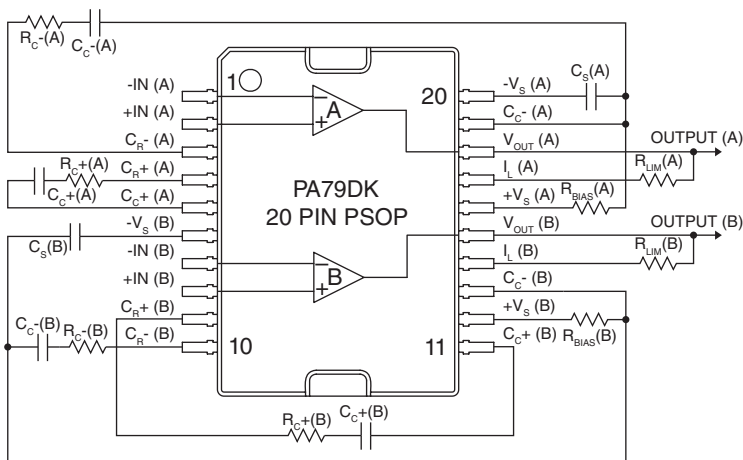 R_C-(A)
C_C-(A)
-IN (A)
+IN (A)
C_R- (A)
C_R+ (A)
C_C+ (A)
-V_S (B)
-IN (B)
+IN (B)
C_R+ (B)
C_R- (B)
R_C+(A)
C_C+(A)
C_S(B)
C_C-(B)
R_C-(B)
1
20
A
PA79DK
20 PIN PSOP
B
10
11
-V_S (A)
C_C- (A)
V_OUT (A)
I_L (A)
+V_S (A)
V_OUT (B)
I_L (B)
C_C- (B)
+V_S (B)
C_C+ (B)
C_S(A)
OUTPUT (A)
R_LIM(A)
R_BIAS(A)
OUTPUT (B)
R_LIM(B)
R_BIAS(B)
R_C+(B)
C_C+(B)